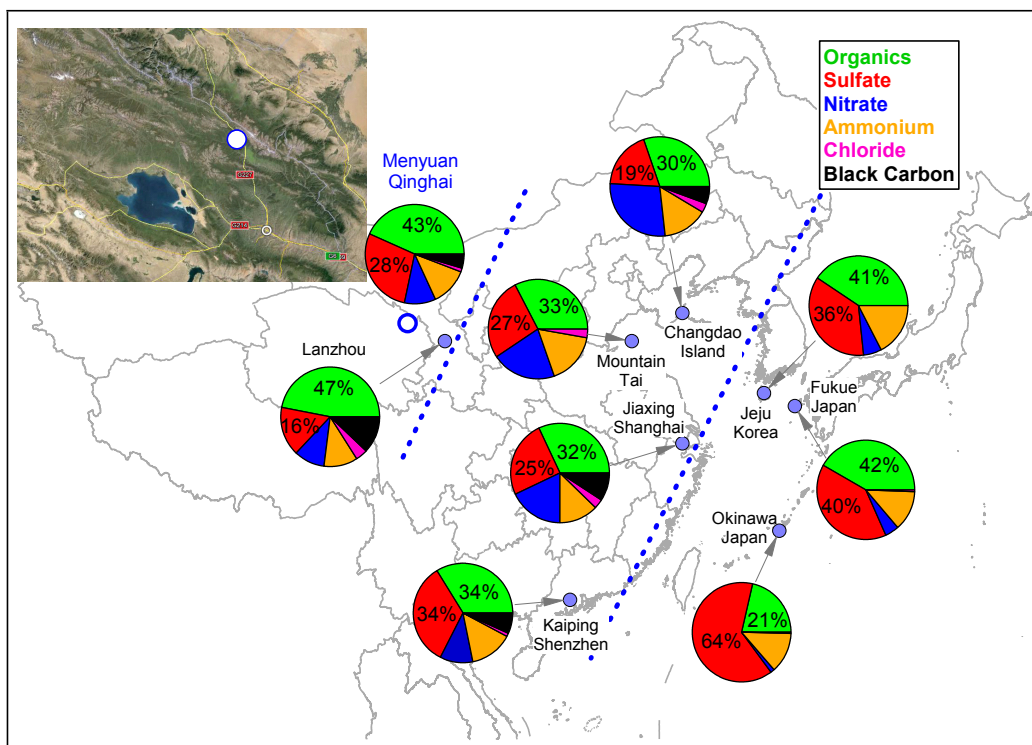 Organics
Sulfate
Nitrate
Ammonium
Chloride
Black Carbon
Menyuan
Qinghai
43%
28%
30%
19%
Changdao
Island
33%
27%
Mountain
Tai
41%
36%
Jeju
Korea
Fukue
Japan
Lanzhou
47%
16%
Jiaxing
Shanghai
32%
25%
42%
40%
Okinawa
Japan
21%
64%
34%
34%
Kaiping
Shenzhen
G227